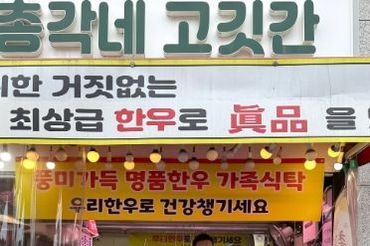 총각네 고깃간
한 거짓없는
최상급 한우로 眞品 을
풍미가득 명품한우 가족식탁
우리한우로 건강챙기세요